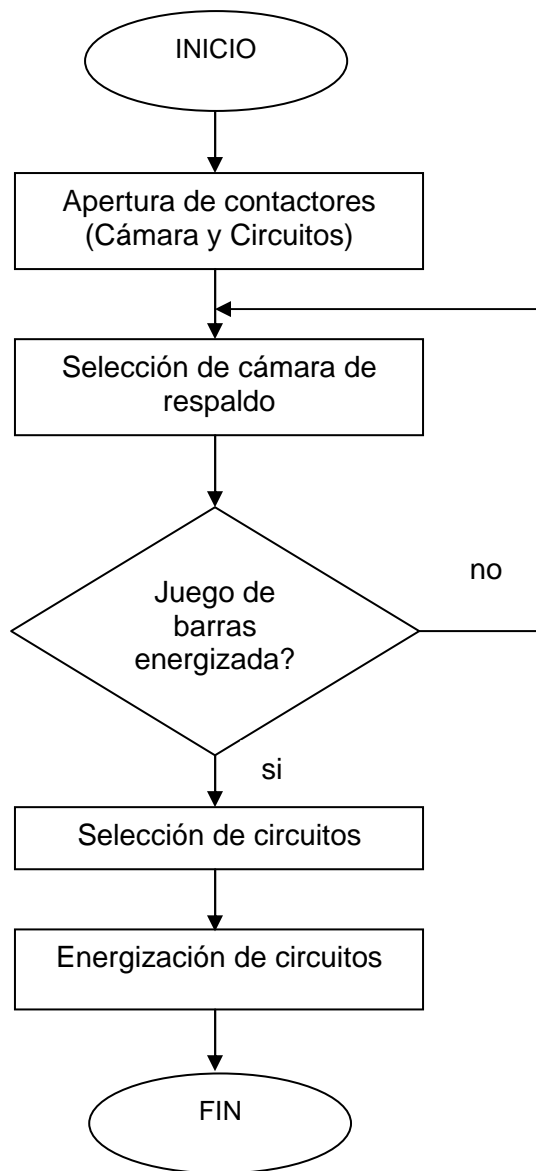 INICIO
Apertura de contactores
(Cámara y Circuitos)
Selección de cámara de
respaldo
Juego de
barras
energizada?
no
si
Selección de circuitos
Energización de circuitos
FIN